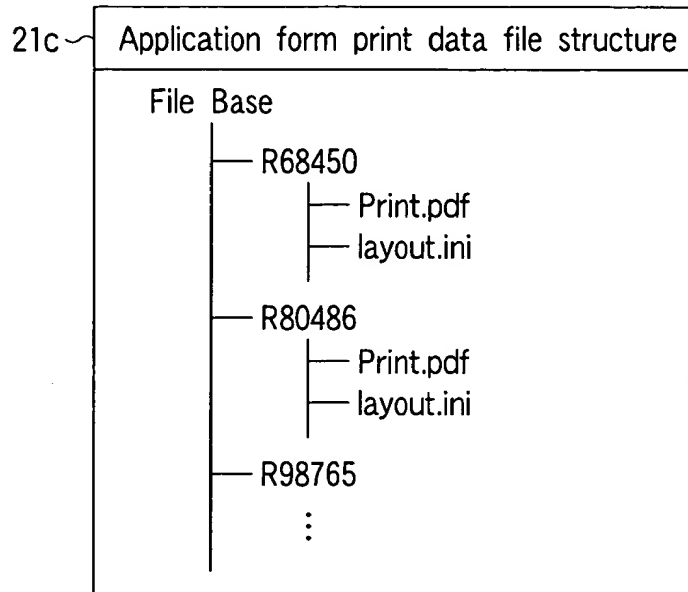 21c Application form print data file structure
File Base
R68450
Print.pdf
layout.ini
R80486
Print.pdf
layout.ini
R98765
⋮